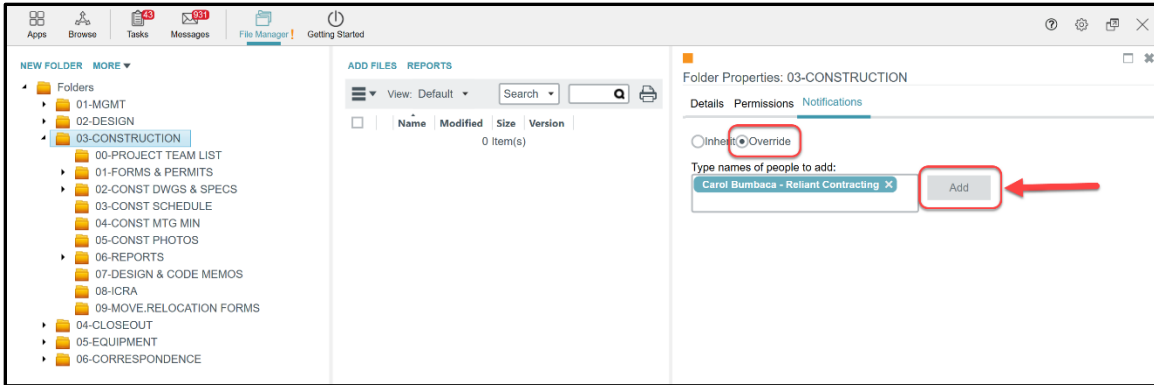 43
931
Apps Browse Tasks Messages File Manager! Getting Started
NEW FOLDER MORE
Folders
01-MGMT
02-DESIGN
03-CONSTRUCTION
00-PROJECT TEAM LIST
01-FORMS & PERMITS
02-CONST DWGS & SPECS
03-CONST SCHEDULE
04-CONST MTG MIN
05-CONST PHOTOS
06-REPORTS
07-DESIGN & CODE MEMOS
08-ICRA
09-MOVE.RELOCATION FORMS
04-CLOSEOUT
05-EQUIPMENT
06-CORRESPONDENCE
ADD FILES REPORTS
View: Default Search
Name Modified Size Version
0 Item(s)
Folder Properties: 03-CONSTRUCTION
Details Permissions Notifications
Inherit Override
Type names of people to add:
Carol Bumbaca - Reliant Contracting X
Add